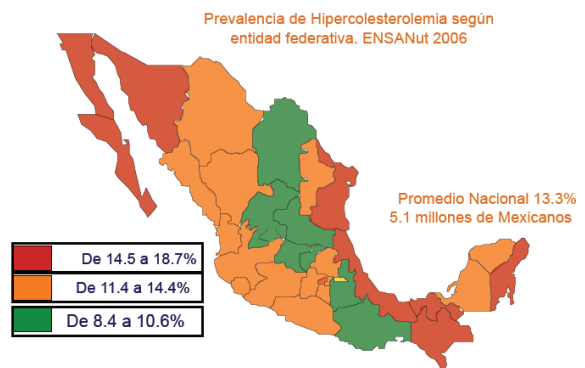 Prevalencia de Hipercolesterolemia según
entidad federativa. ENSANut 2006
Promedio Nacional 13.3%
5.1 millones de Mexicanos
De 14.5 a 18.7%
De 11.4 a 14.4%
De 8.4 a 10.6%